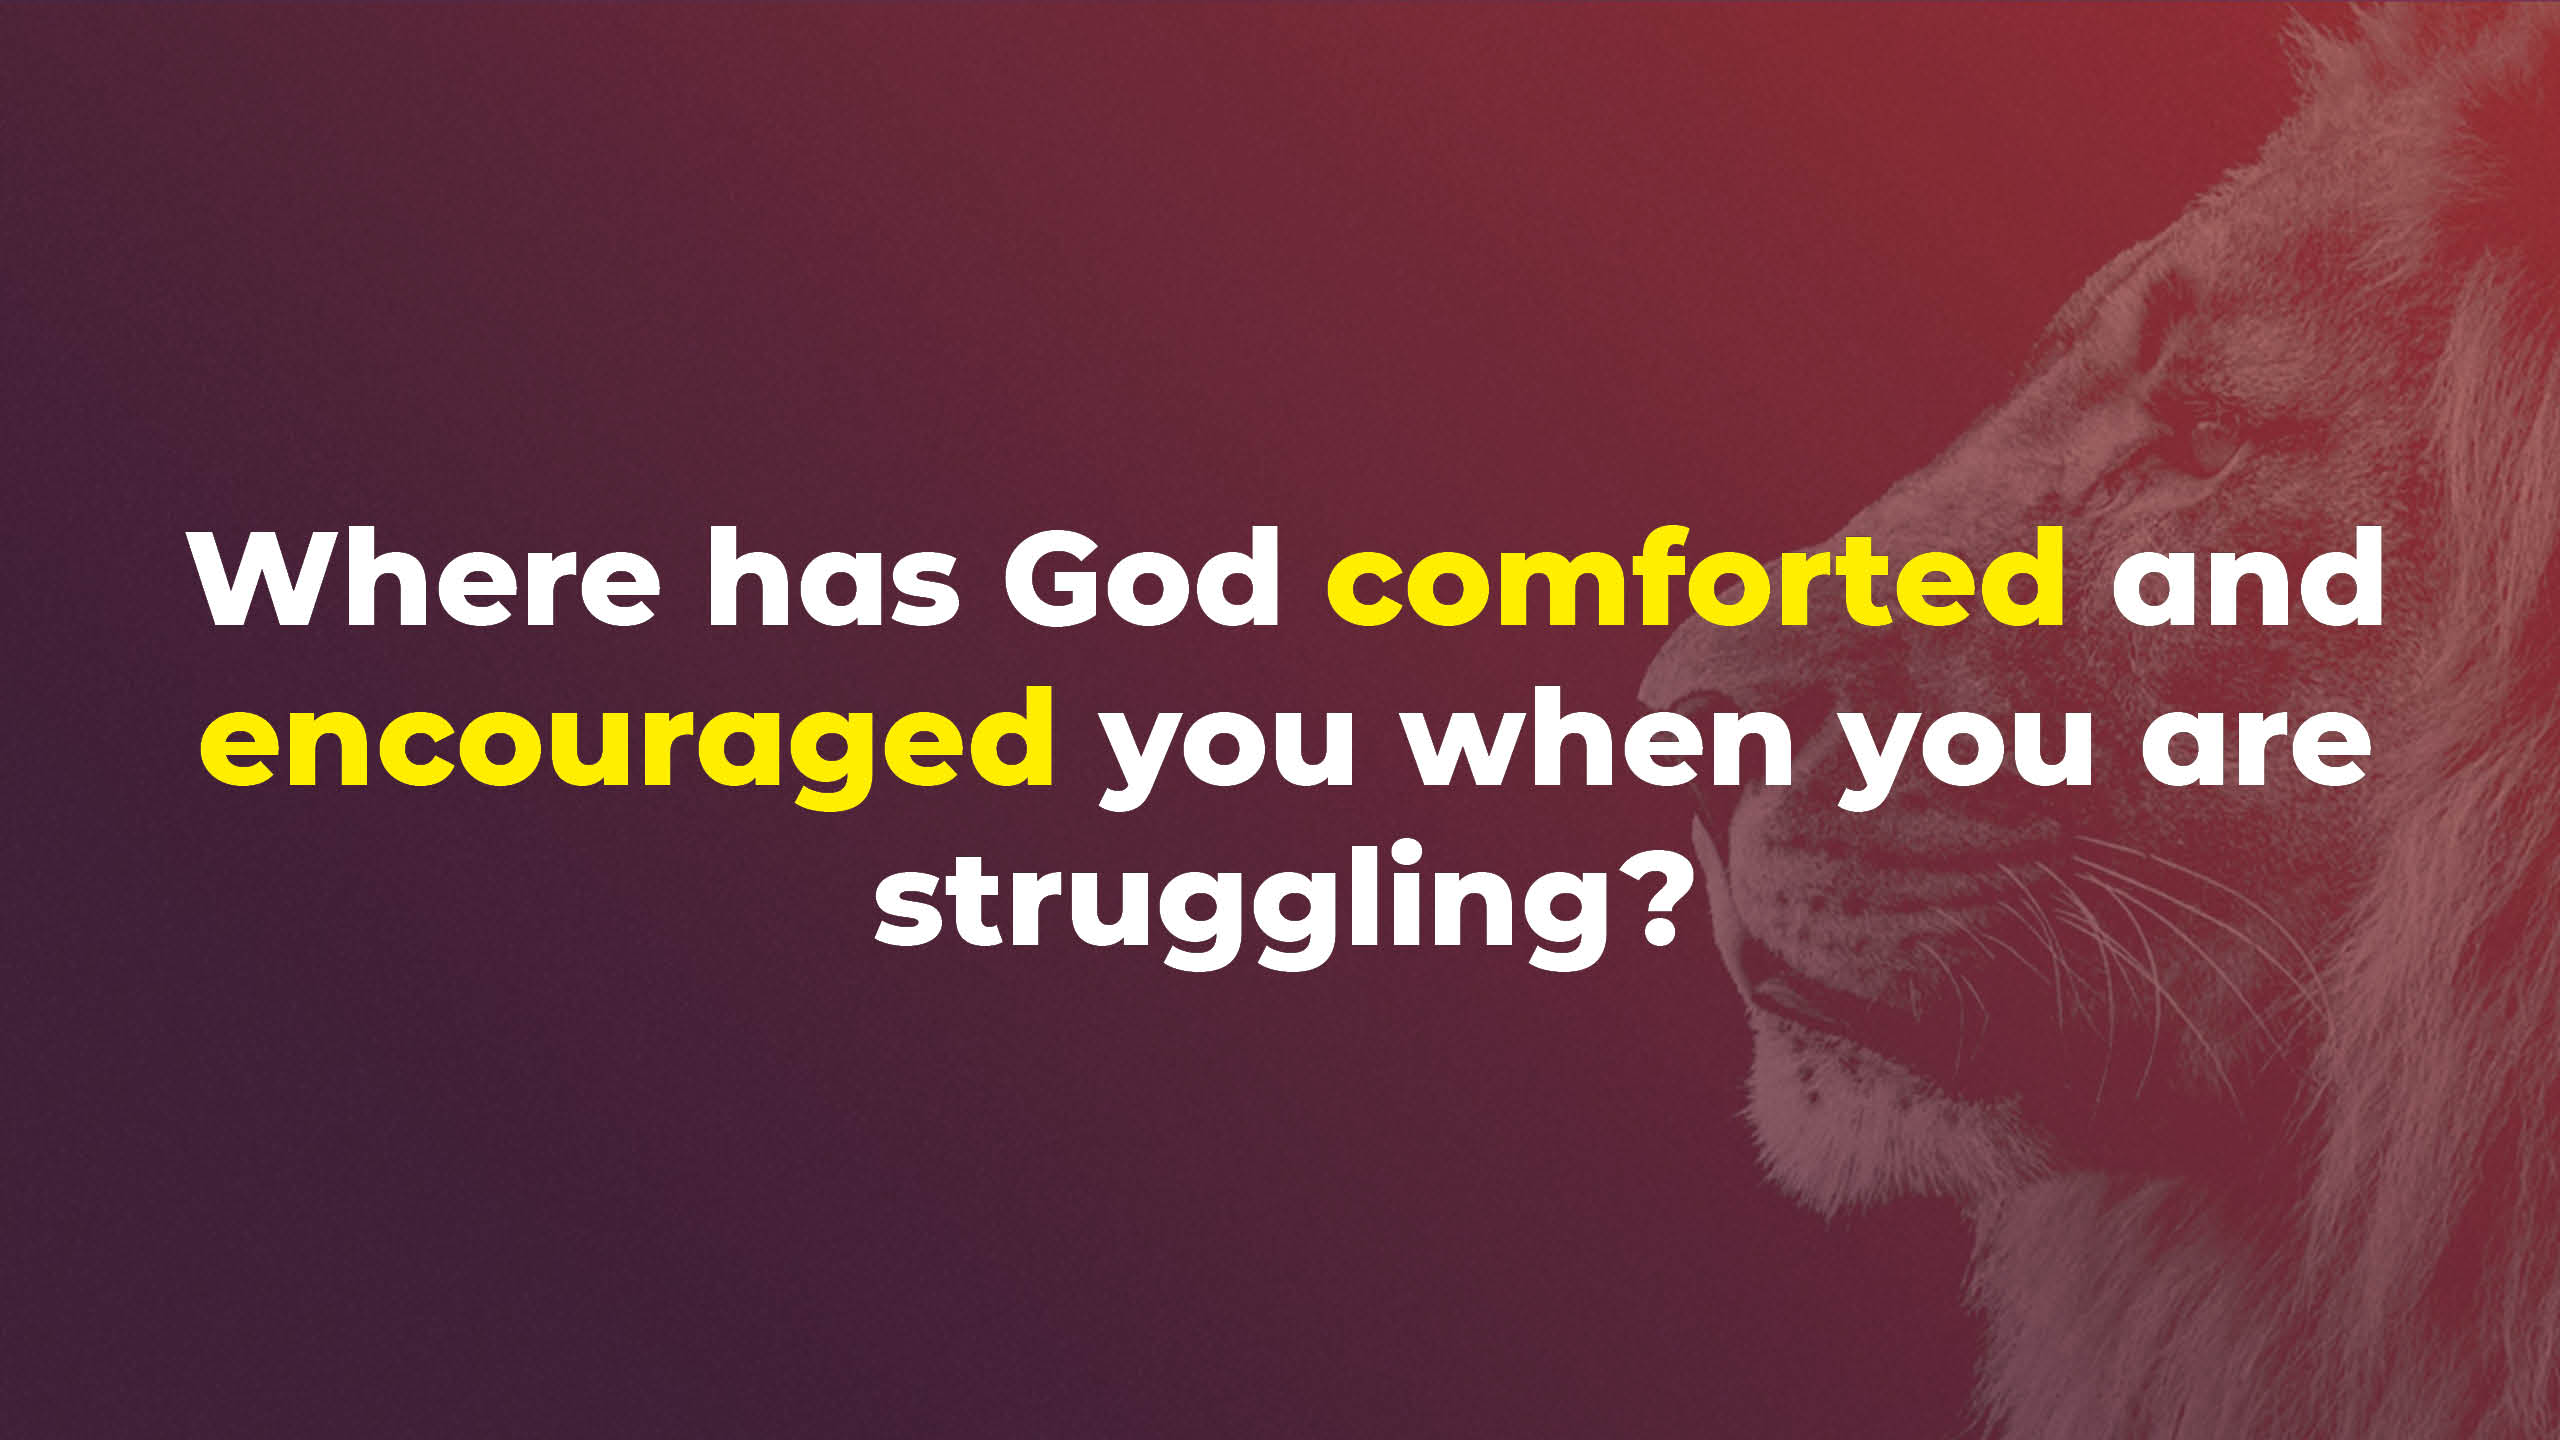 Where has God comforted and
encouraged you when you are
struggling?